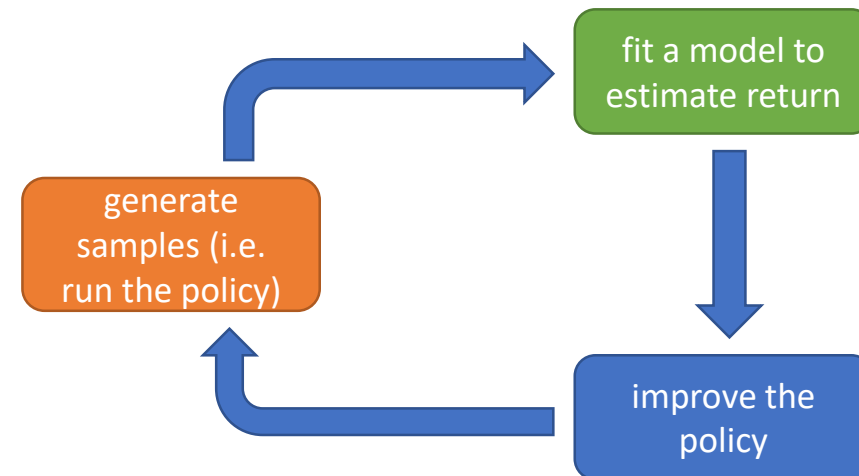 fit a model to
estimate return
generate
samples (i.e.
run the policy)
improve the
policy